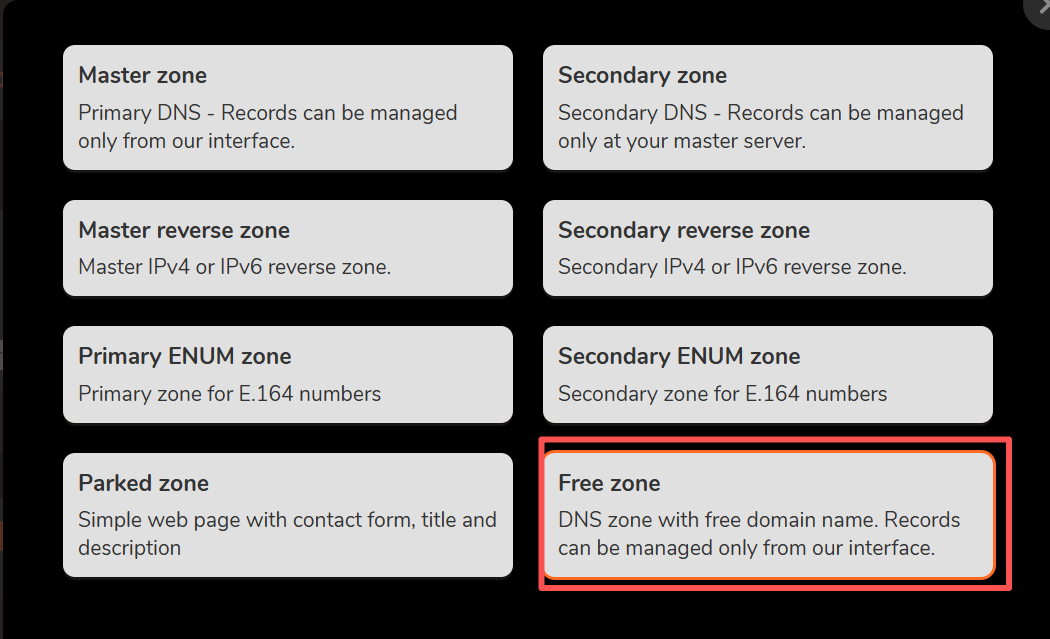 Master zone
Primary DNS - Records can be managed
only from our interface.
Secondary zone
Secondary DNS - Records can be managed
only at your master server.
Master reverse zone
Master IPv4 or IPv6 reverse zone.
Secondary reverse zone
Secondary IPv4 or IPv6 reverse zone.
Primary ENUM zone
Primary zone for E.164 numbers
Secondary ENUM zone
Secondary zone for E.164 numbers
Parked zone
Simple web page with contact form, title and
description
Free zone
DNS zone with free domain name. Records
can be managed only from our interface.